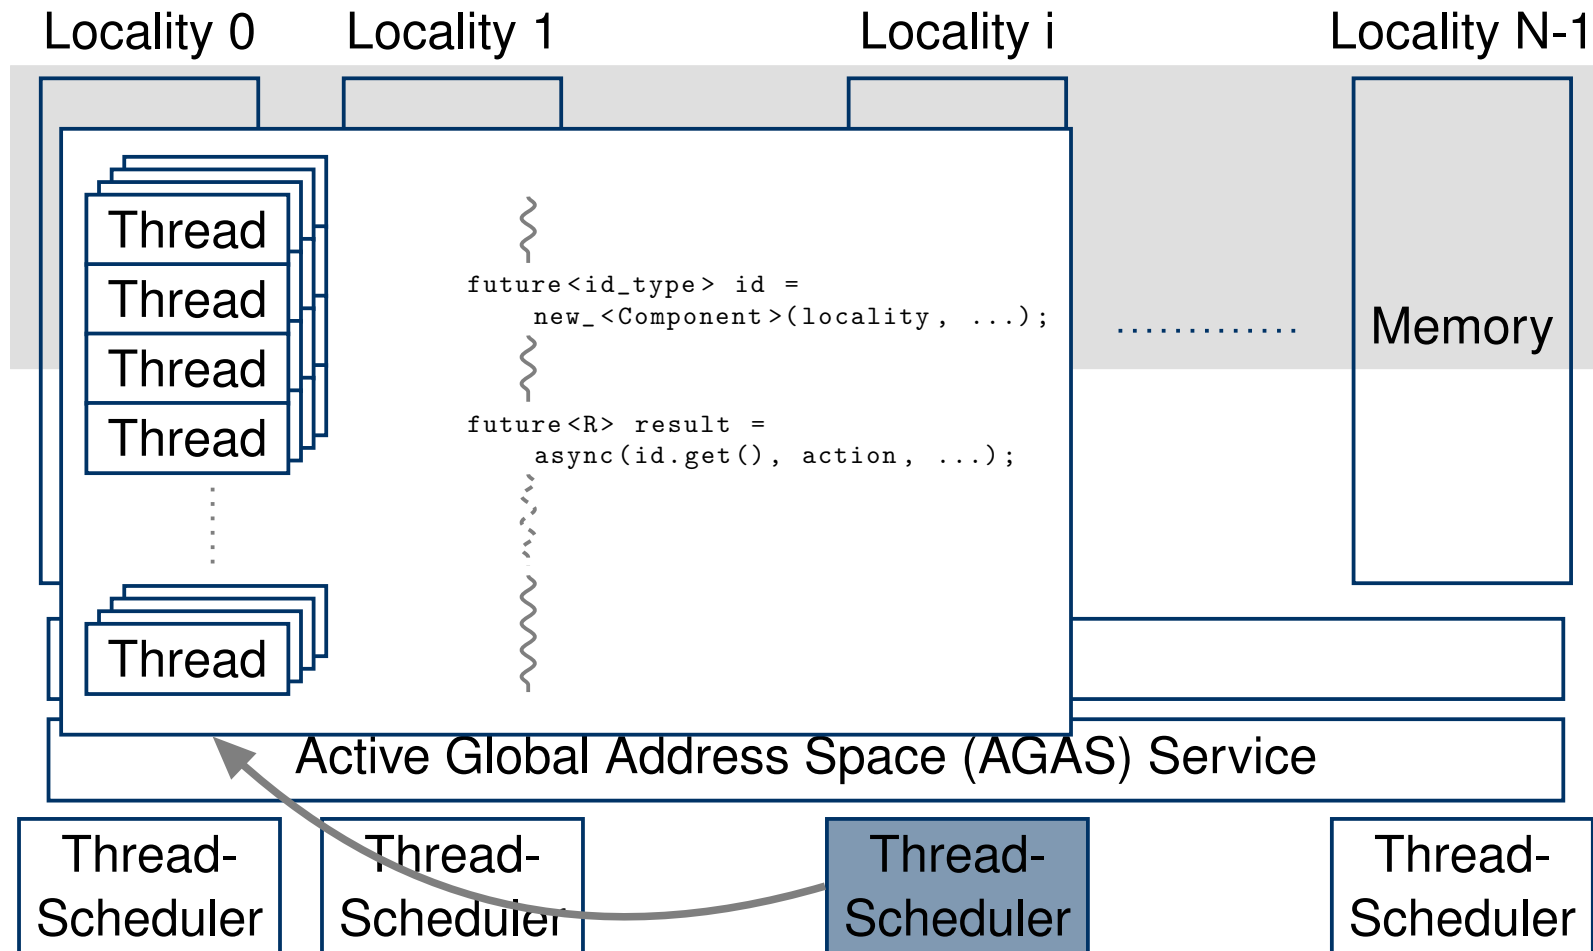 Locality 0
Locality 1
Locality i
Locality N-1
Thread
Thread
Thread
Thread
Thread
future<id_type> id =
new_<Component>(locality, ...);
future<R> result =
async(id.get(), action, ...);
Memory
Active Global Address Space (AGAS) Service
Thread-
Scheduler
Thread-
Scheduler
Thread-
Scheduler
Thread-
Scheduler